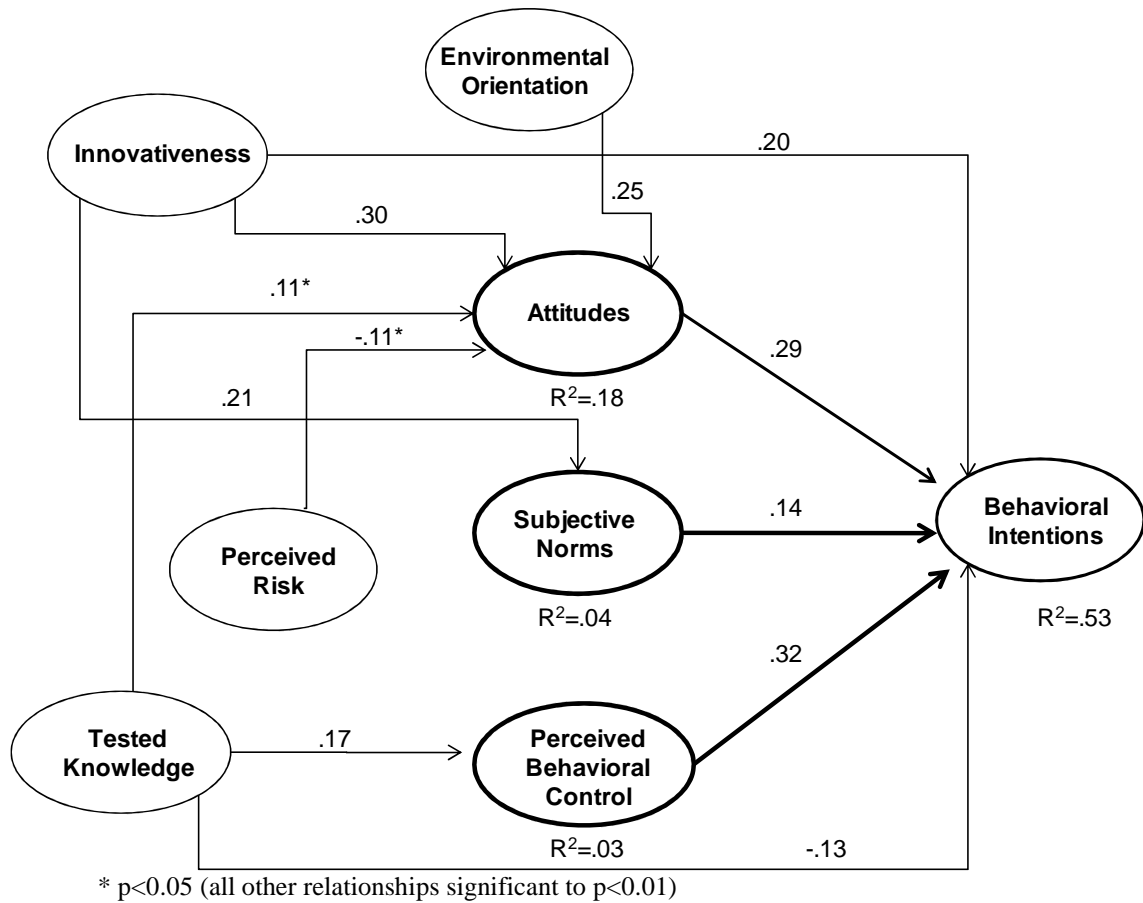 Environmental
Orientation
Innovativeness
.20
.25
.30
.11*
Attitudes
-.11*
.29
R²=.18
.21
Subjective
Norms
.14
Behavioral
Intentions
Perceived
Risk
R²=.04
R²=.53
.32
Tested
Knowledge
.17
Perceived
Behavioral
Control
R²=.03
-.13
* p<0.05 (all other relationships significant to p<0.01)